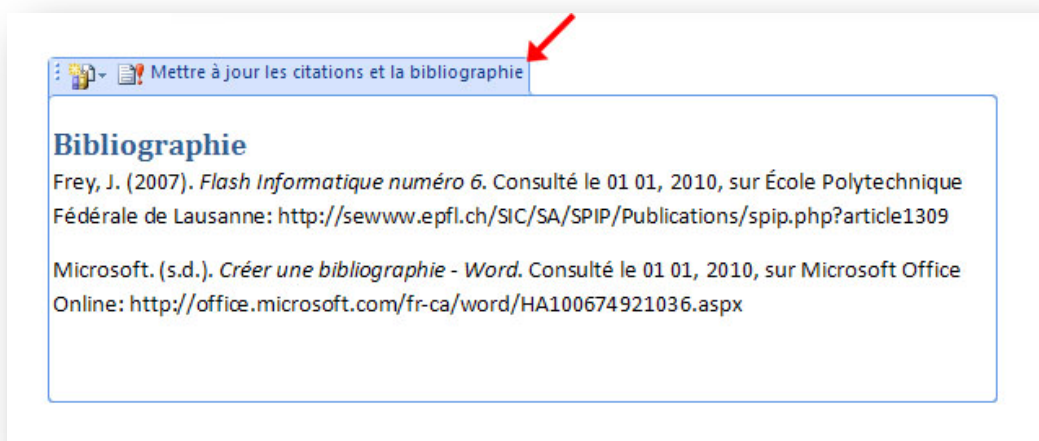 Mettre à jour les citations et la bibliographie
Bibliographie
Frey, J. (2007). Flash Informatique numéro 6. Consulté le 01 01, 2010, sur École Polytechnique
Fédérale de Lausanne: http://sewww.epfl.ch/SIC/SA/SPIP/Publications/spip.php?article1309
Microsoft. (s.d.). Créer une bibliographie - Word. Consulté le 01 01, 2010, sur Microsoft Office
Online: http://office.microsoft.com/fr-ca/word/HA100674921036.aspx